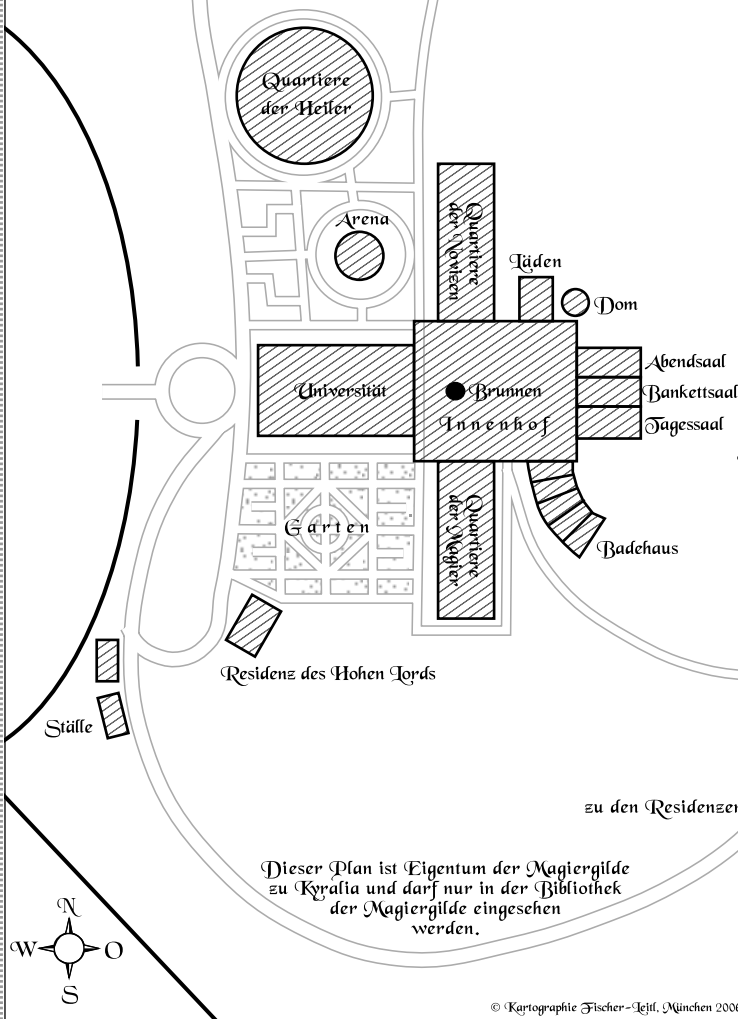 Quartiere
der Heiler
Arena
Quartiere
der Novizen
Läden
Dom
Abendsaal
Universität
Brunnen
Bankettsaal
Innenhof
Tagessaal
Garten
Quartiere
der Magier
Badehaus
Residenz des Hohen Lords
Ställe
zu den Residenzen
Dieser Plan ist Eigentum der Magiergilde
zu Kyralia und darf nur in der Bibliothek
der Magiergilde eingesehen
werden.
N
W O
S
© Kartographie Fischer-Leitl, München 2006